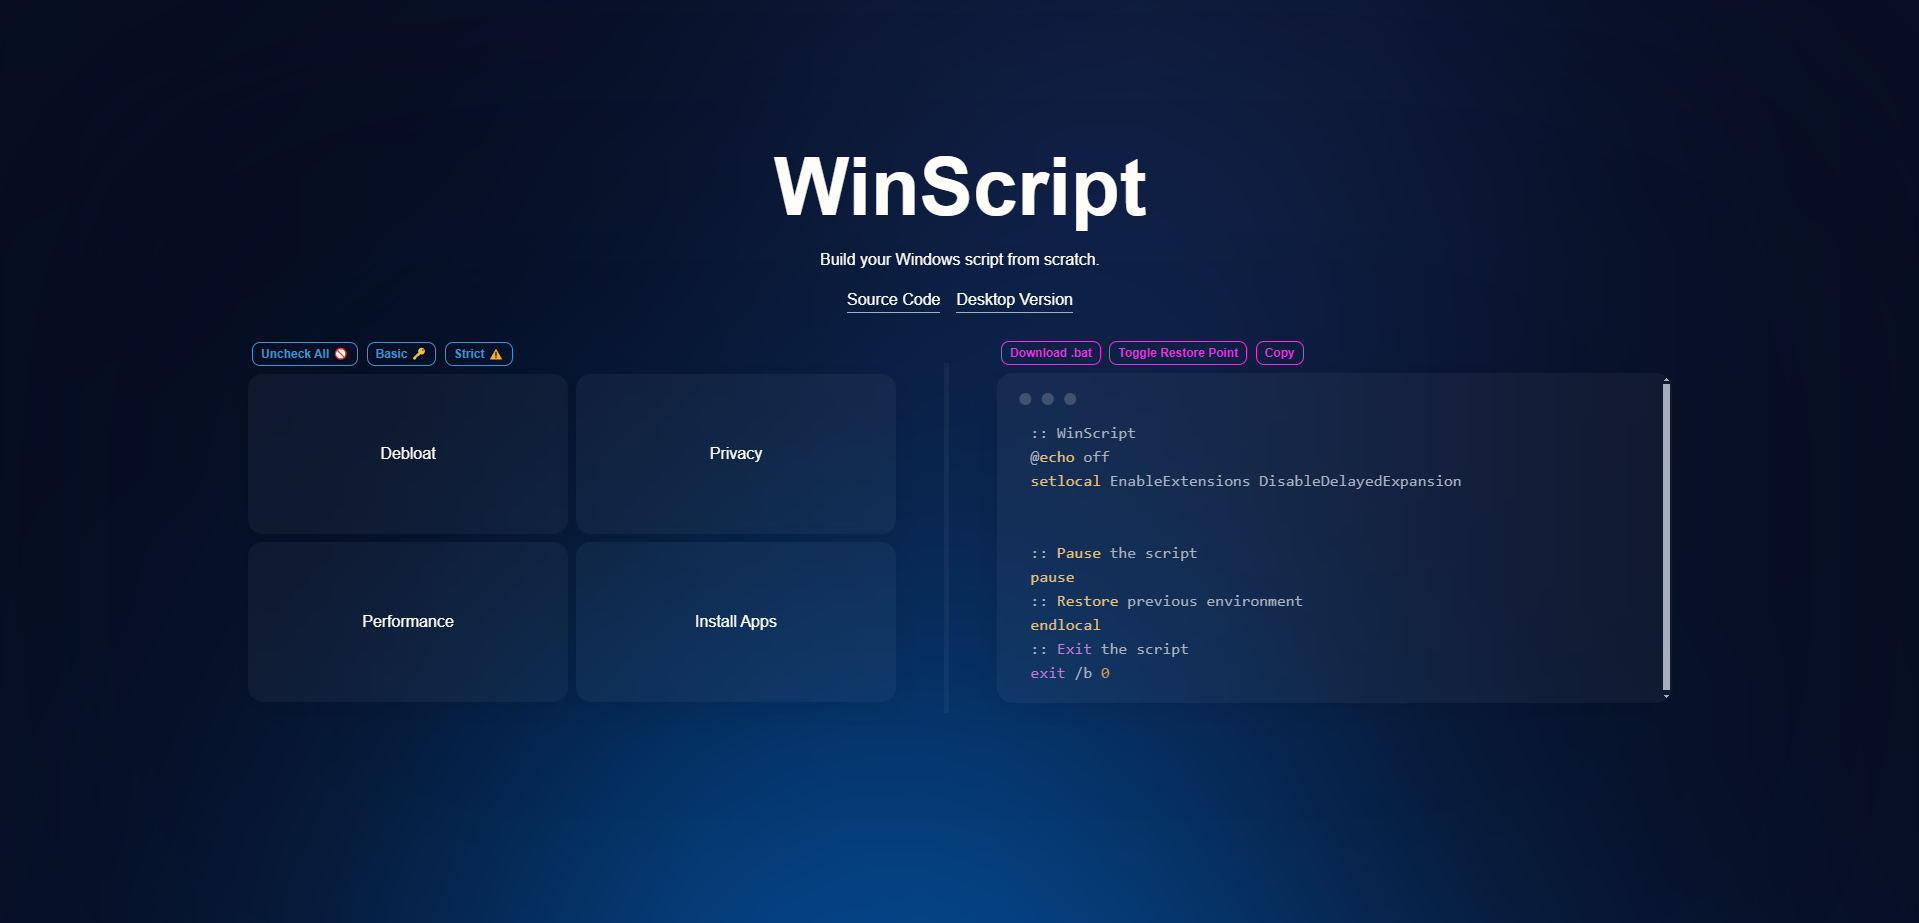 WinScript
Build your Windows script from scratch.
Source Code Desktop Version
Uncheck All 🚫 Basic 🔑 Strict ⚠️
Debloat
Privacy
Performance
Install Apps
Download .bat Toggle Restore Point Copy
:: WinScript
@echo off
setlocal EnableExtensions DisableDelayedExpansion
:: Pause the script
pause
:: Restore previous environment
endlocal
:: Exit the script
exit /b 0